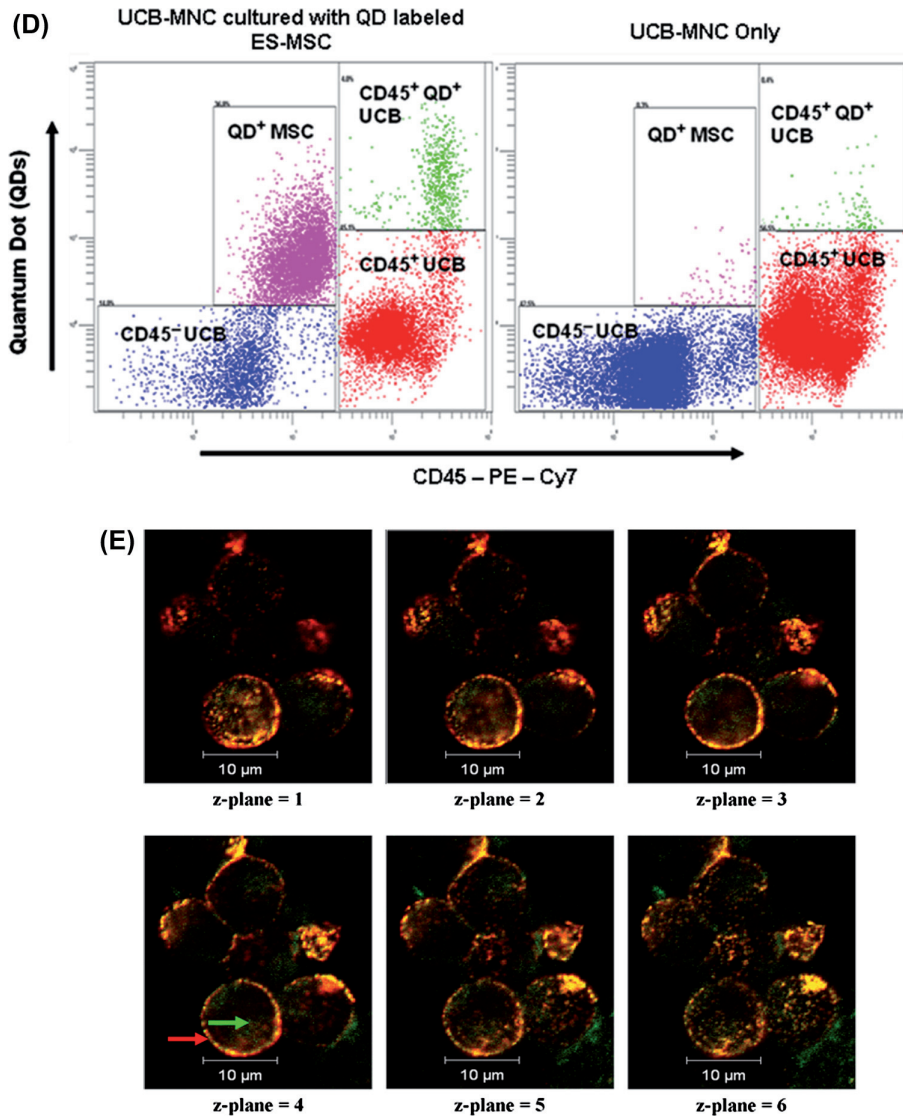 (D)
UCB-MNC cultured with QD labeled
ES-MSC
UCB-MNC Only
Quantum Dot (QDs)
QD⁺ MSC
CD45⁺ QD⁺
UCB
CD45⁻ UCB
CD45⁺ UCB
QD⁺ MSC
CD45⁺ QD⁺
UCB
CD45⁻ UCB
CD45⁺ UCB
CD45 – PE – Cy7
(E)
10 µm
10 µm
10 µm
z-plane = 1
z-plane = 2
z-plane = 3
10 µm
10 µm
10 µm
z-plane = 4
z-plane = 5
z-plane = 6